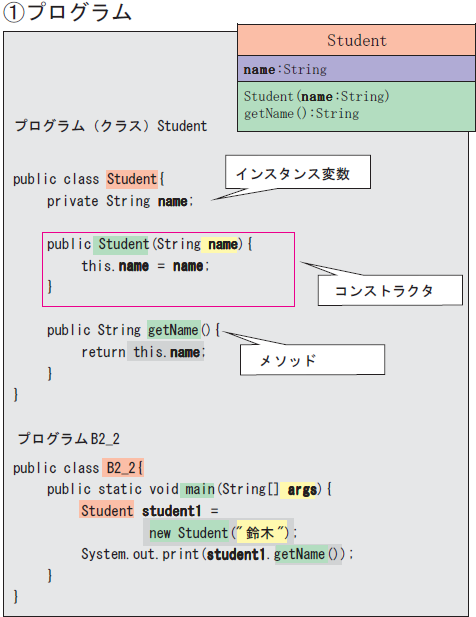 ①プログラム
Student
name:String
Student(name:String)
getName():String
プログラム（クラス）Student
public class Student{
インスタンス変数
private String name;
public Student(String name){
this.name = name;
}
コンストラクタ
public String getName(){
return this.name;
メソッド
}
}
プログラムB2_2
public class B2_2{
public static void main(String[] args){
Student student1 =
new Student("鈴木");
System.out.print(student1.getName());
}
}